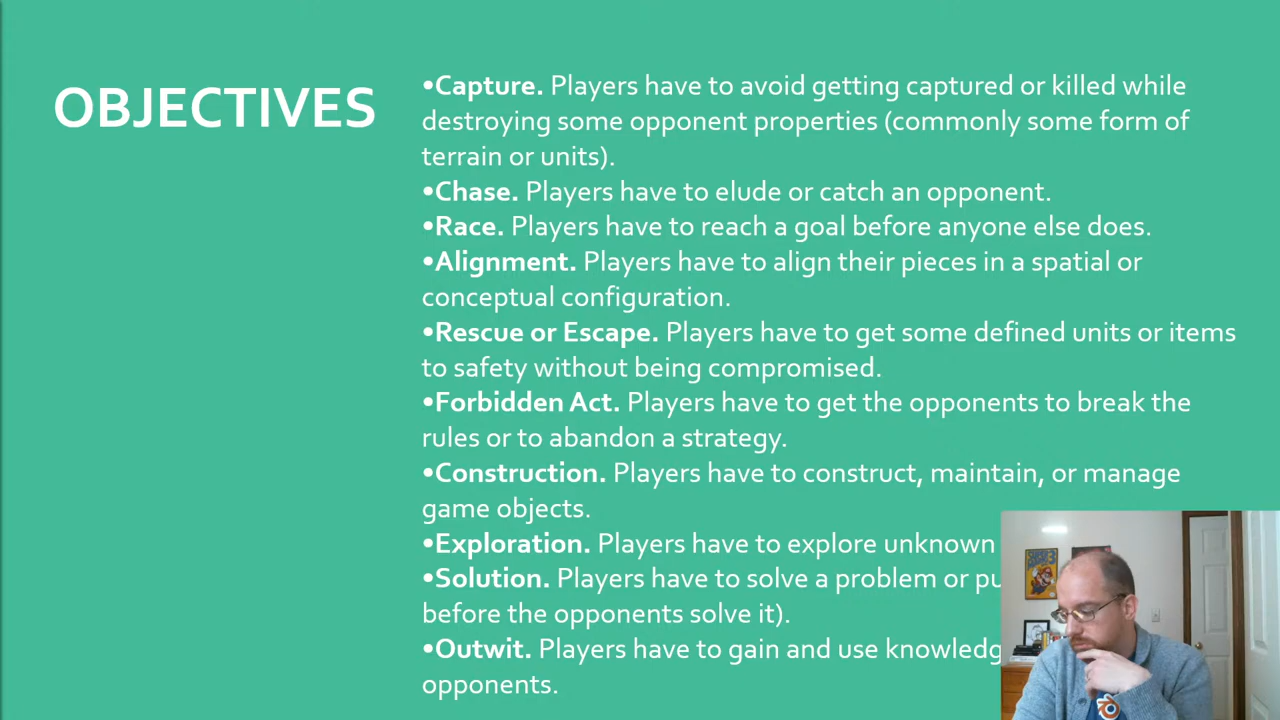 OBJECTIVES
•Capture. Players have to avoid getting captured or killed while
destroying some opponent properties (commonly some form of
terrain or units).
•Chase. Players have to elude or catch an opponent.
•Race. Players have to reach a goal before anyone else does.
•Alignment. Players have to align their pieces in a spatial or
conceptual configuration.
•Rescue or Escape. Players have to get some defined units or items
to safety without being compromised.
•Forbidden Act. Players have to get the opponents to break the
rules or to abandon a strategy.
•Construction. Players have to construct, maintain, or manage
game objects.
•Exploration. Players have to explore unknown
•Solution. Players have to solve a problem or
before the opponents solve it).
•Outwit. Players have to gain and use
opponents.